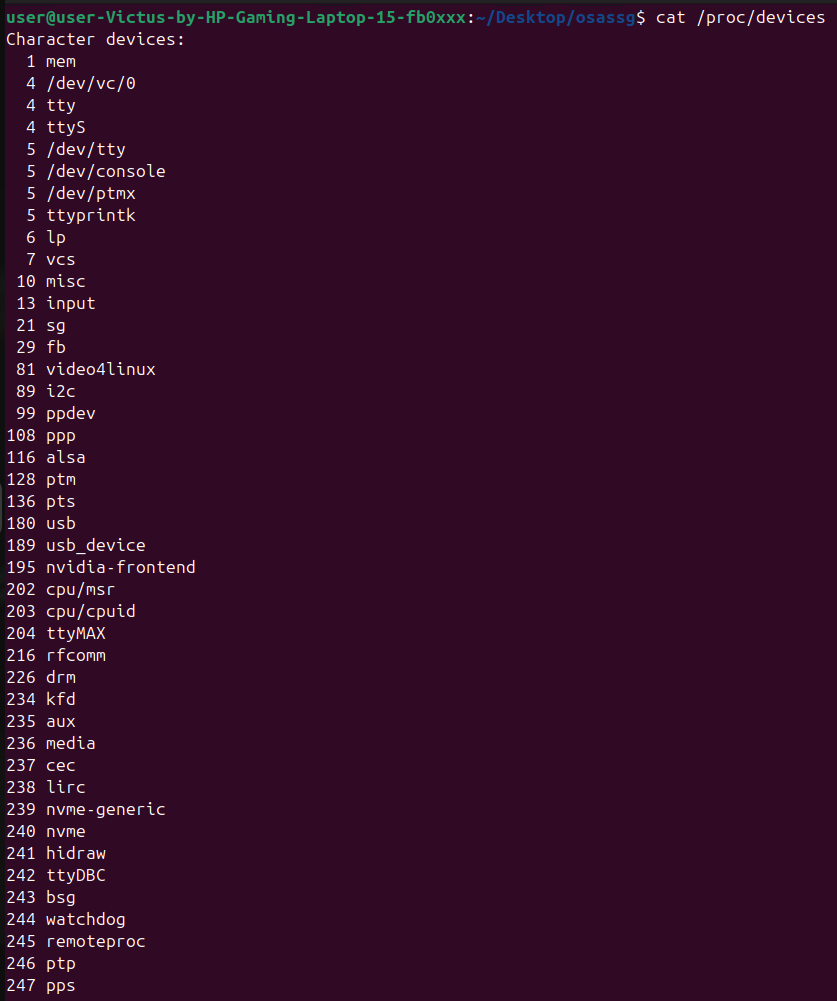 user@user-Victus-by-HP-Gaming-Laptop-15-fb0xxx:~/Desktop/osassg$ cat /proc/devices
Character devices:
  1 mem
  4 /dev/vc/0
  4 tty
  4 ttyS
  5 /dev/tty
  5 /dev/console
  5 /dev/ptmx
  5 ttyprintk
  6 lp
  7 vcs
 10 misc
 13 input
 21 sg
 29 fb
 81 video4linux
 89 i2c
 99 ppdev
108 ppp
116 alsa
128 ptm
136 pts
180 usb
189 usb_device
195 nvidia-frontend
202 cpu/msr
203 cpu/cpuid
204 ttyMAX
216 rfcomm
226 drm
234 kfd
235 aux
236 media
237 cec
238 lirc
239 nvme-generic
240 nvme
241 hidraw
242 ttyDBC
243 bsg
244 watchdog
245 remoteproc
246 ptp
247 pps